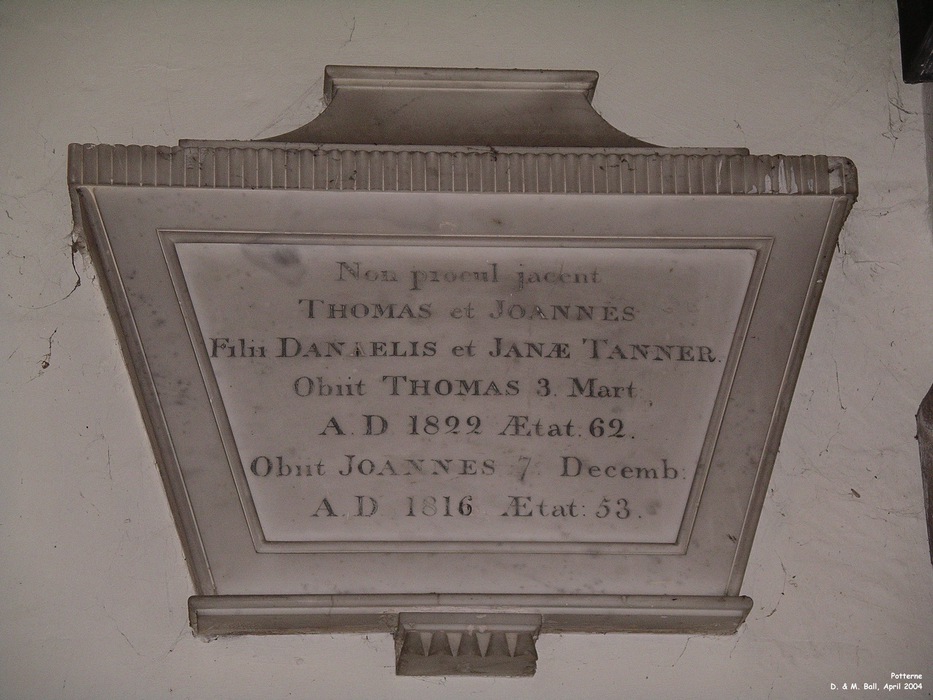 Non procul jacent
THOMAS et JOANNES
Filii DANAELIS et JANÆ TANNER.
Obiit THOMAS 3. Mart.
A.D 1822 Ætat. 62.
Obiit JOANNES 7. Decemb:
A.D 1816 Ætat: 53.
Potterne
D. & M. Ball, April 2004